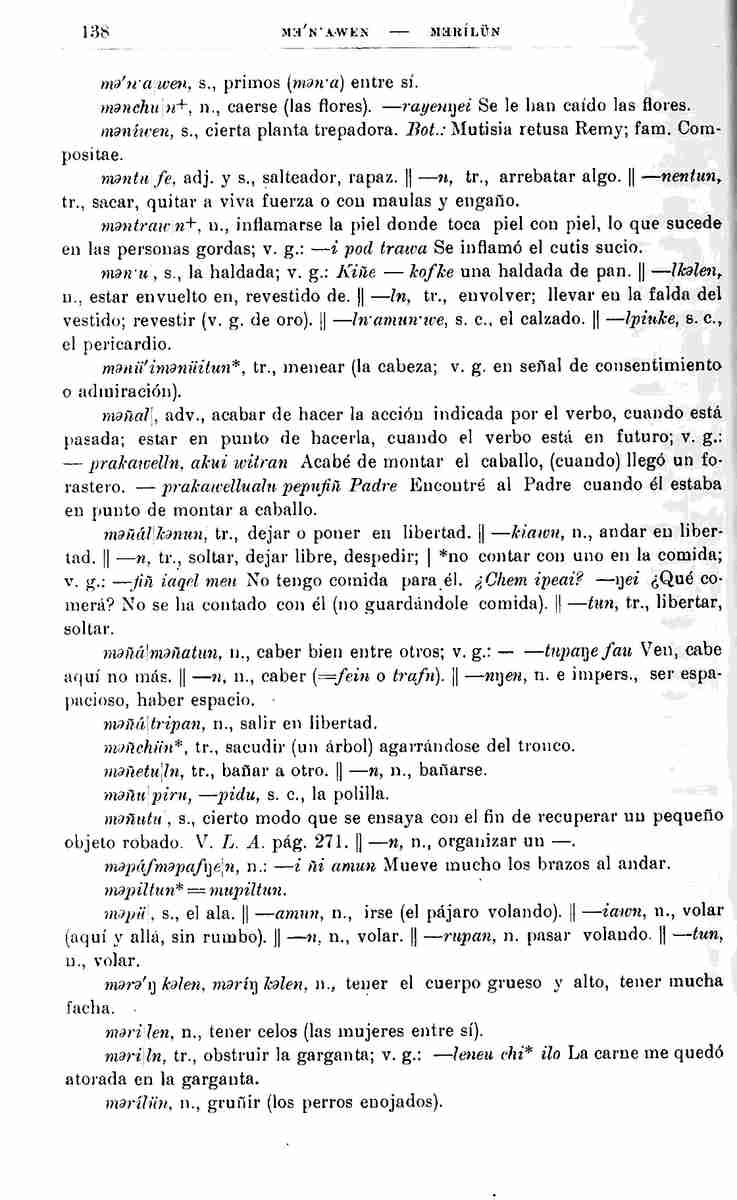 138 MƏ'N·A·WEN — MƏRÍLÜN
mə'n·a|wen, s., primos (mən·a) entre sí.
mənchu|n+, n., caerse (las flores). —rayenŋei Se le han caído las flores.
məníwen, s., cierta planta trepadora. Bot.: Mutisia retusa Remy; fam. Com-
positae.
məntu|fe, adj. y s., salteador, rapaz. || —n, tr., arrebatar algo. || —nentun,
tr., sacar, quitar a viva fuerza o con maulas y engaño.
məntraw|n+, n., inflamarse la piel donde toca piel con piel, lo que sucede
en las personas gordas; v. g.: —i pod trawa Se inflamó el cutis sucio.
mən·u|, s., la haldada; v. g.: Kiñe — kofke una haldada de pan. || —lkəlen,
n., estar envuelto en, revestido de. || —ln, tr., envolver; llevar en la falda del
vestido; revestir (v. g. de oro). || —ln·amun·we, s. c., el calzado. || —lpiuke, s. c.,
el pericardio.
mənü'imənüitun*, tr., menear (la cabeza; v. g. en señal de consentimiento
o admiración).
məñal|, adv., acabar de hacer la acción indicada por el verbo, cuando está
pasada; estar en punto de hacerla, cuando el verbo está en futuro; v. g.:
— prakawelln, akui witran Acabé de montar el caballo, (cuando) llegó un fo-
rastero. — prakawellualu pepufiñ Padre Encontré al Padre cuando él estaba
en punto de montar a caballo.
məñál|kənun, tr., dejar o poner en libertad. || —kiawn, n., andar en liber-
tad. || —n, tr., soltar, dejar libre, despedir; | *no contar con uno en la comida;
v. g.: —fiñ iaqel meu No tengo comida para él. ¿Chem ipeai? —ŋei ¿Qué co-
merá? No se ha contado con él (no guardándole comida). || —tun, tr., libertar,
soltar.
məñá|məñatun, n., caber bien entre otros; v. g.: — —tupaŋe fau Ven, cabe
aquí no más. || —n, n., caber (=fein o trafn). || —nŋen, n. e impers., ser espa-
pacioso, haber espacio.
məñá|tripan, n., salir en libertad.
məñchün*, tr., sacudir (un árbol) agarrándose del tronco.
məñetu|ln, tr., bañar a otro. || —n, n., bañarse.
məñu|piru, —pidu, s. c., la polilla.
məñutu|, s., cierto modo que se ensaya con el fin de recuperar un pequeño
objeto robado. V. L. A. pág. 271. || —n, n., organizar un —.
məpáfməpafŋe|n, n.: —i ñi amun Mueve mucho los brazos al andar.
məpiltun* = mupiltun.
məpü|, s., el ala. || —amun, n., irse (el pájaro volando). || —iawn, n., volar
(aquí y allá, sin rumbo). || —n, n., volar. || —rupan, n. pasar volando. || —tun,
n., volar.
mərə'ŋ kəlen, məríŋ kəlen, n., tener el cuerpo grueso y alto, tener mucha
facha.
məri|len, n., tener celos (las mujeres entre sí).
məri|ln, tr., obstruir la garganta; v. g.: —leneu chi* ilo La carne me quedó
atorada en la garganta.
mərílün, n., gruñir (los perros enojados).